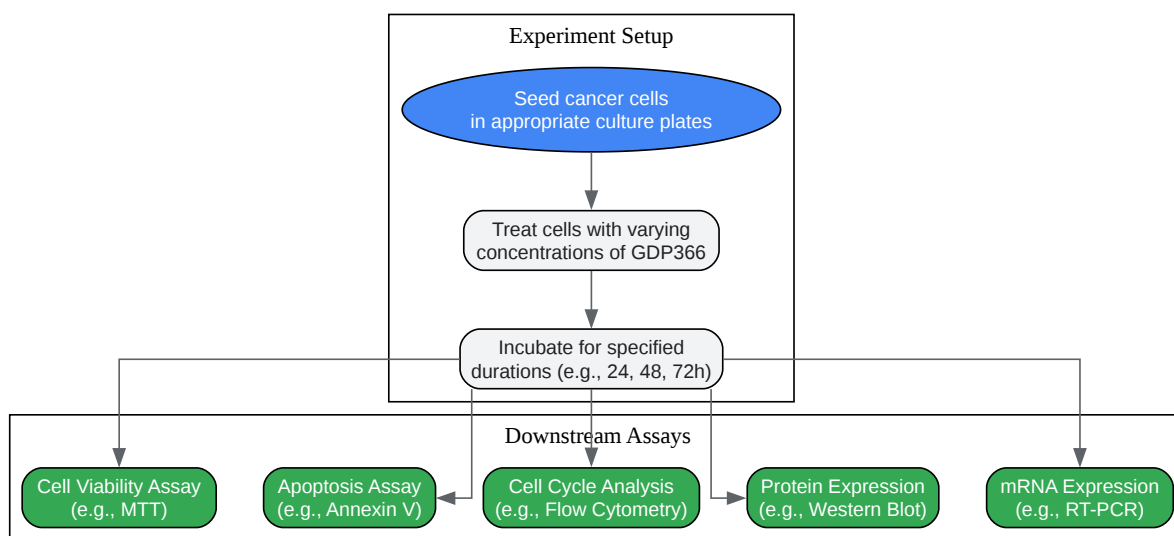 Experiment Setup
Seed cancer cells
in appropriate culture plates
Treat cells with varying
concentrations of GDP366
Incubate for specified
durations (e.g., 24, 48, 72h)
Downstream Assays
Cell Viability Assay
(e.g., MTT)
Apoptosis Assay
(e.g., Annexin V)
Cell Cycle Analysis
(e.g., Flow Cytometry)
Protein Expression
(e.g., Western Blot)
mRNA Expression
(e.g., RT-PCR)